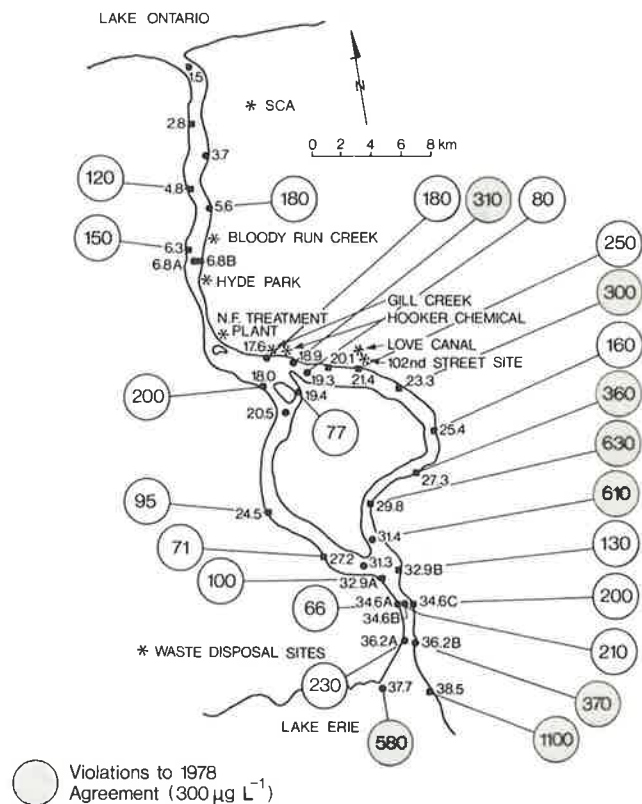 LAKE ONTARIO
1.5
* SCA
2.8
N
0 2 4 6 8 km
3.7
120
4.8
5.6
180
180
310
80
150
6.3
* BLOODY RUN CREEK
6.8A
6.8B
* HYDE PARK
250
GILL CREEK
N.F. TREATMENT
* PLANT
HOOKER CHEMICAL
300
* LOVE CANAL
* 102nd STREET SITE
17.6
18.9
20.1
19.3
21.4
23.3
160
200
18.0
19.4
20.5
77
25.4
360
27.3
630
29.8
95
24.5
610
31.4
71
27.2
31.3
130
32.9B
100
32.9A
200
66
34.6A
34.6C
34.6B
210
36.2A
36.2B
* WASTE DISPOSAL SITES
230
370
37.7
38.5
LAKE ERIE
580
1100
Violations to 1978
Agreement (300 µg L⁻¹)